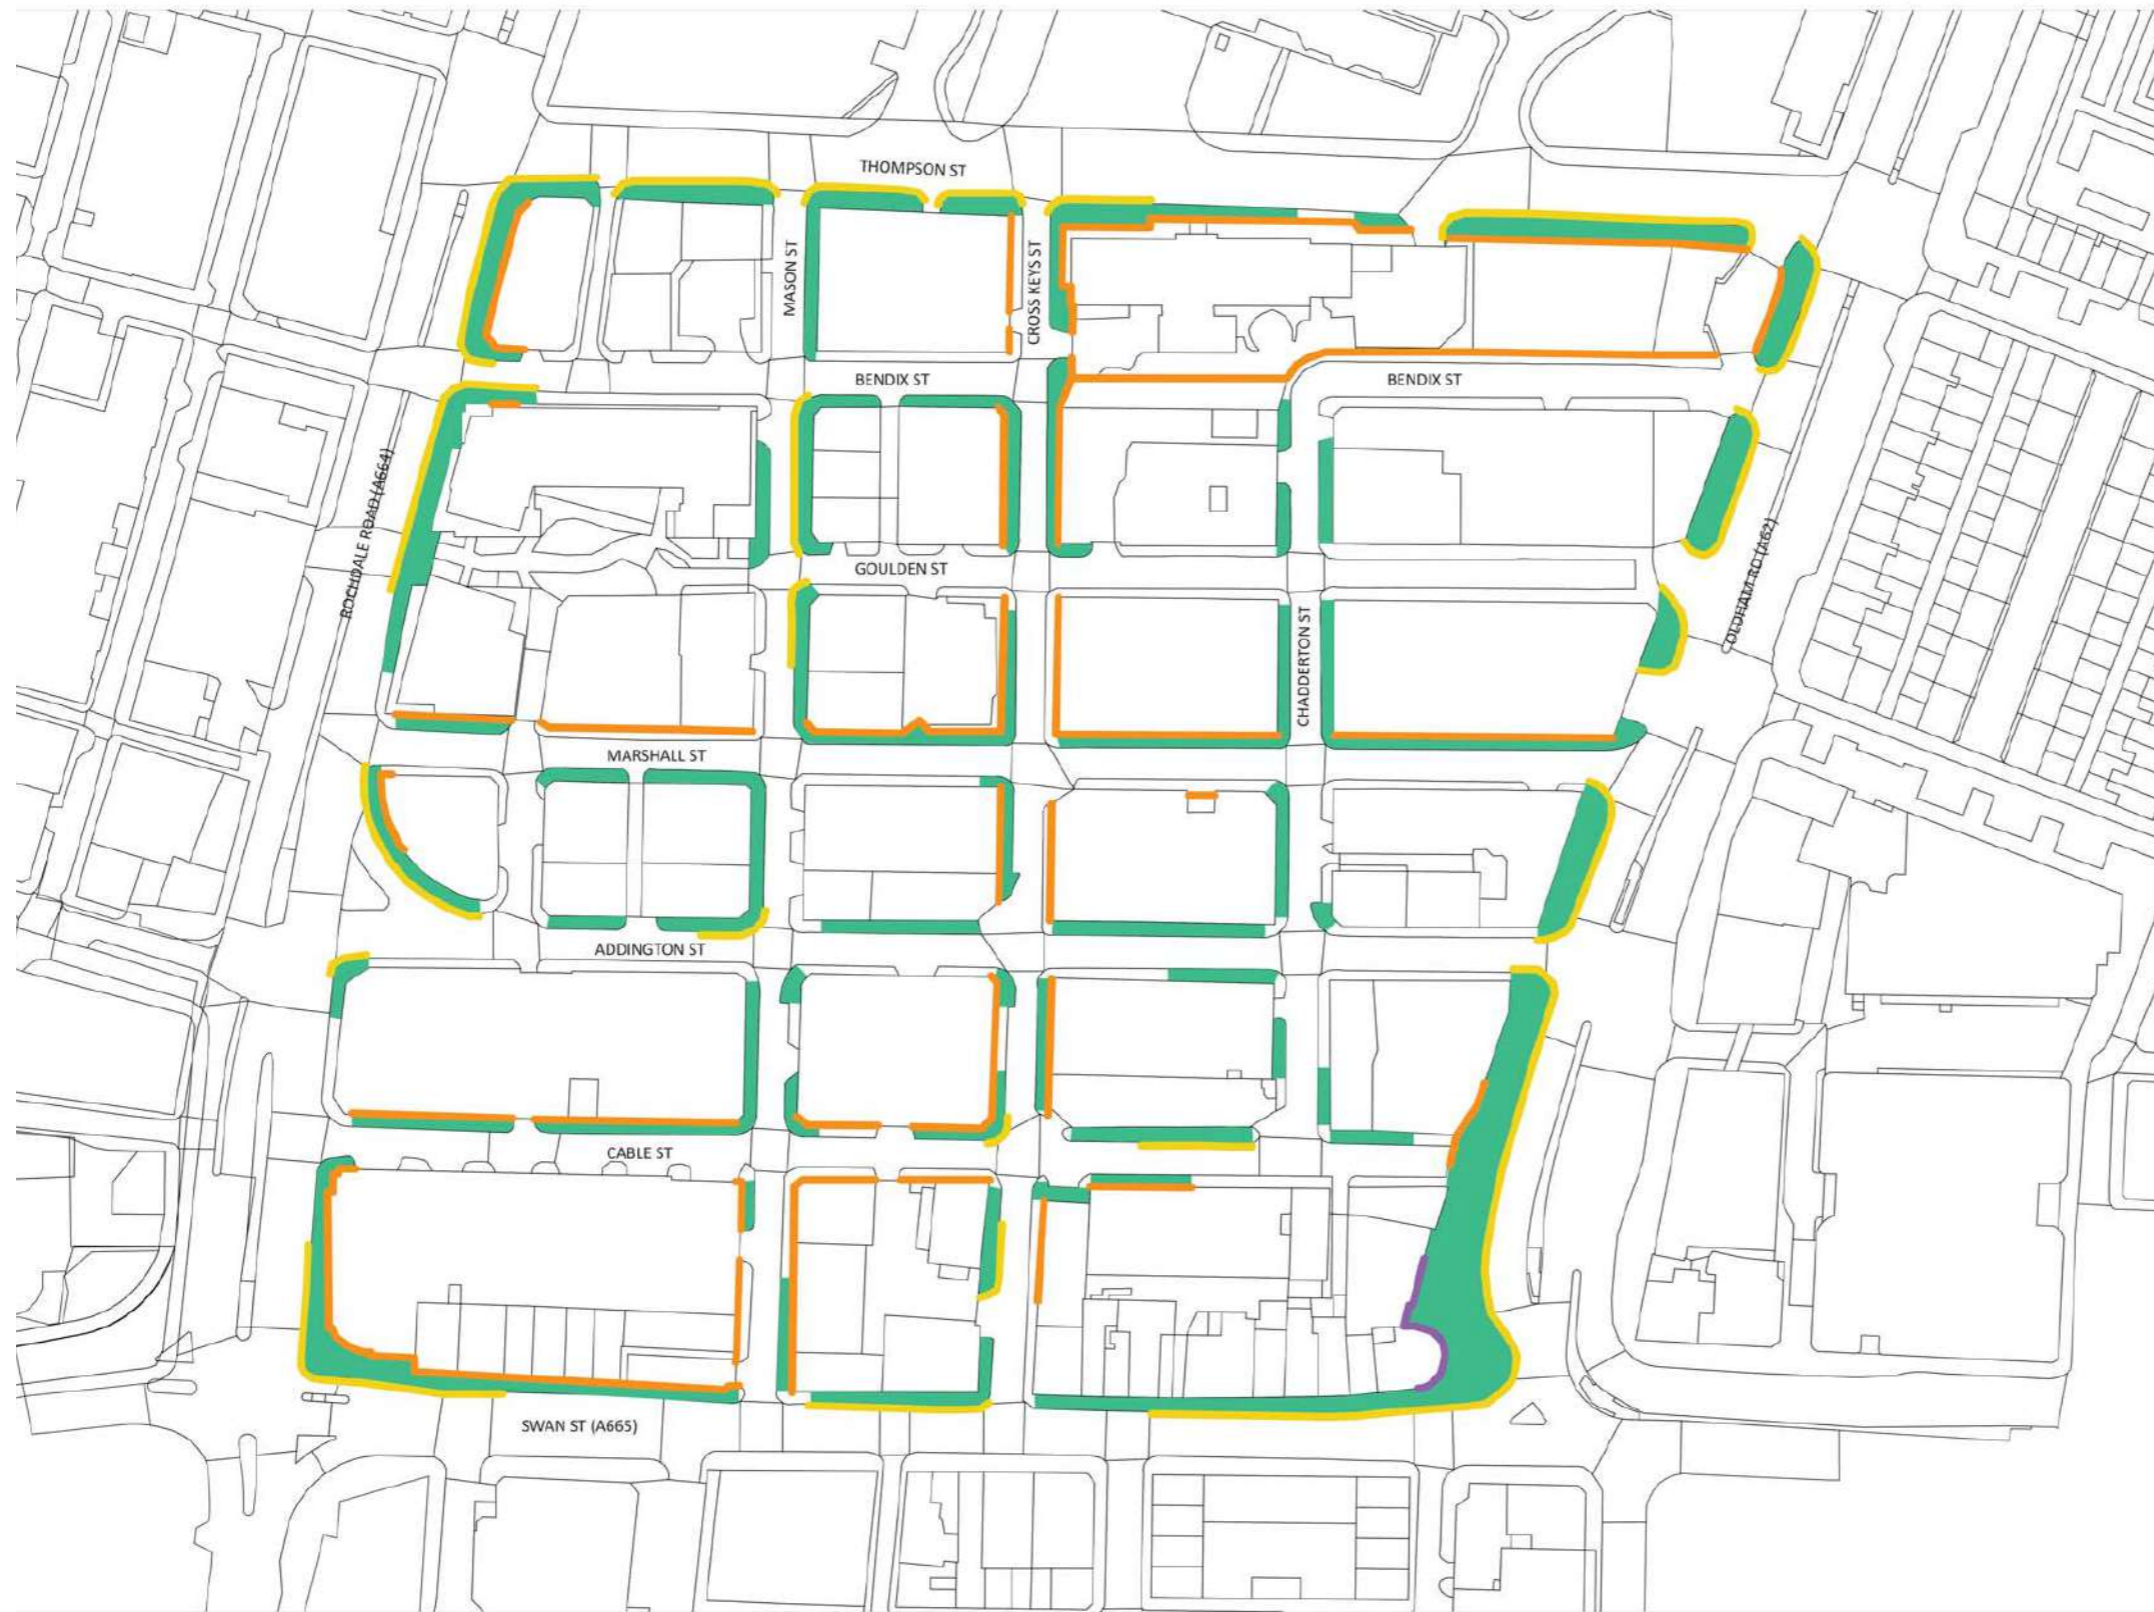 THOMPSON ST
MASON ST
CROSS KEYS ST
BENDIX ST
BENDIX ST
ROCHDALE ROAD (A664)
GOULDEN ST
OLDHAM RD (A62)
CHADDERTON ST
MARSHALL ST
ADDINGTON ST
CABLE ST
SWAN ST (A665)